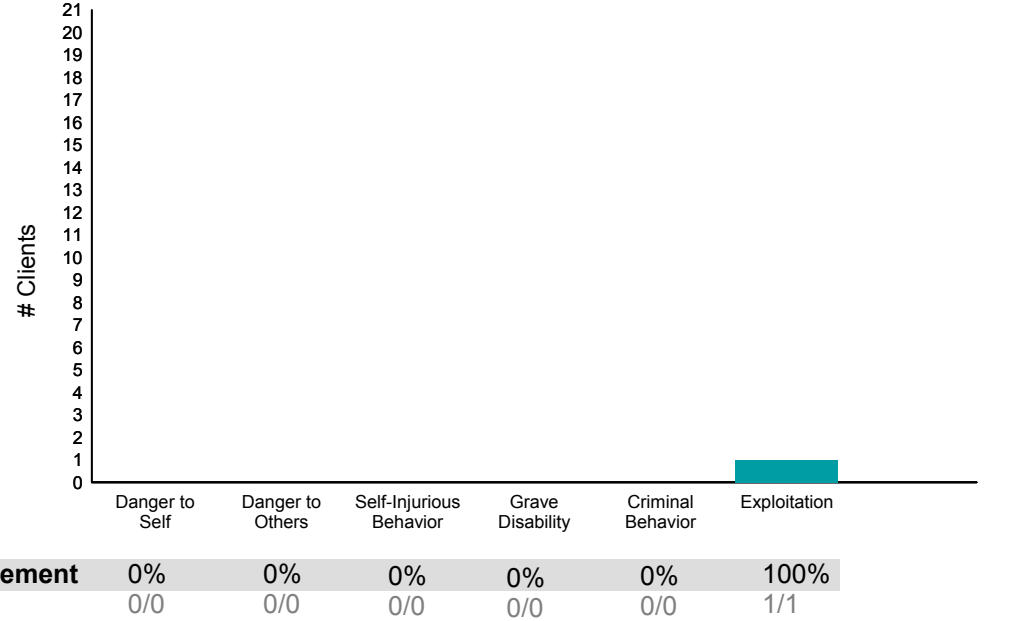 21
20
19
18
17
16
15
14
13
12
11
10
9
8
7
6
5
4
3
2
1
0
# Clients
Danger to Self
Danger to Others
Self-Injurious Behavior
Grave Disability
Criminal Behavior
Exploitation
ement 0% 0% 0% 0% 0% 100%
0/0 0/0 0/0 0/0 0/0 1/1